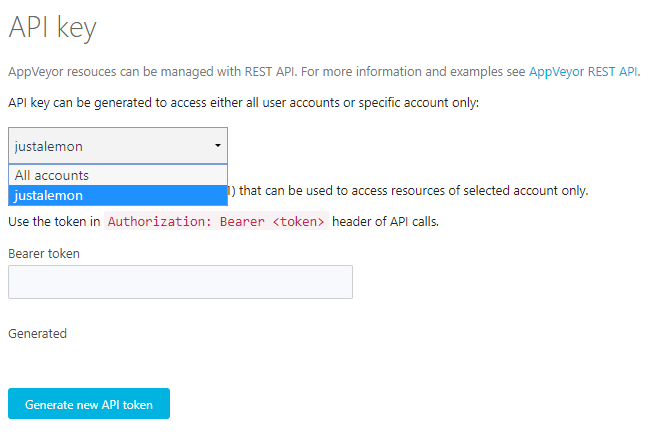 API key
AppVeyor resouces can be managed with REST API. For more information and examples see AppVeyor REST API.
API key can be generated to access either all user accounts or specific account only:
justalemon
All accounts
justalemon
1) that can be used to access resources of selected account only.
Use the token in Authorization: Bearer <token> header of API calls.
Bearer token
Generated
Generate new API token